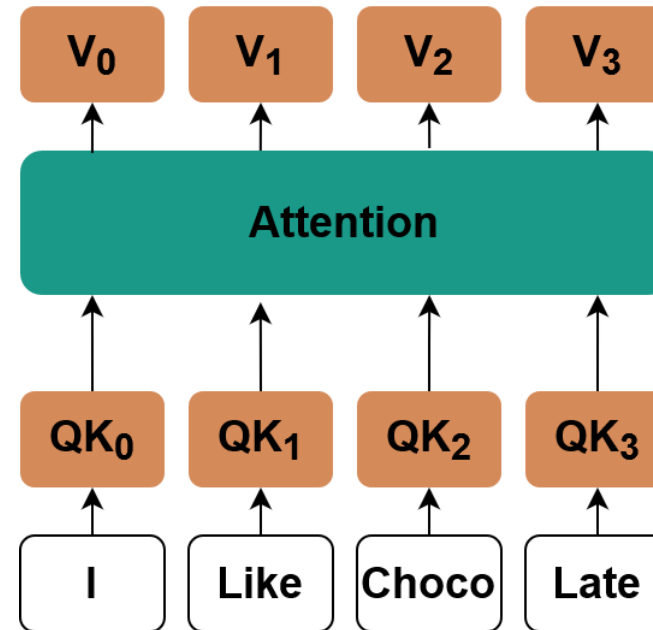 V₀ V₁ V₂ V₃
Attention
QK₀ QK₁ QK₂ QK₃
I Like Choco Late